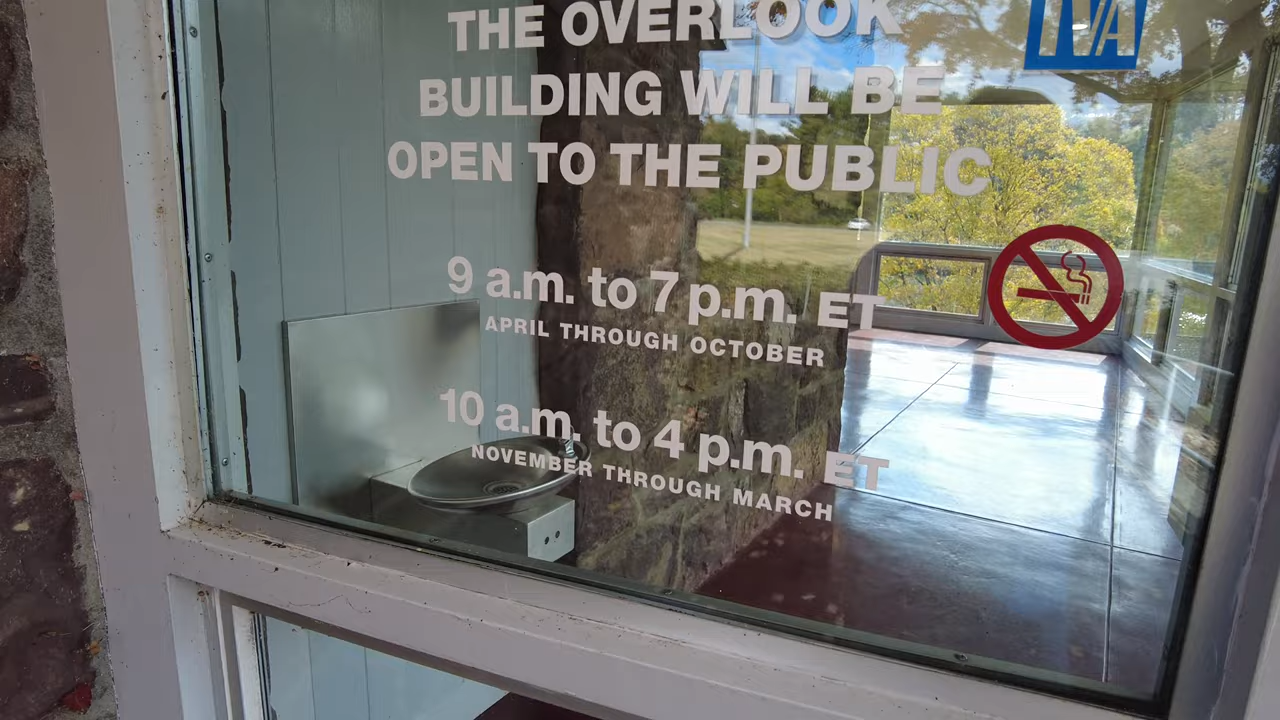 TVA
THE OVERLOOK
BUILDING WILL BE
OPEN TO THE PUBLIC
9 a.m. to 7 p.m. ET
APRIL THROUGH OCTOBER
10 a.m. to 4 p.m. ET
NOVEMBER THROUGH MARCH